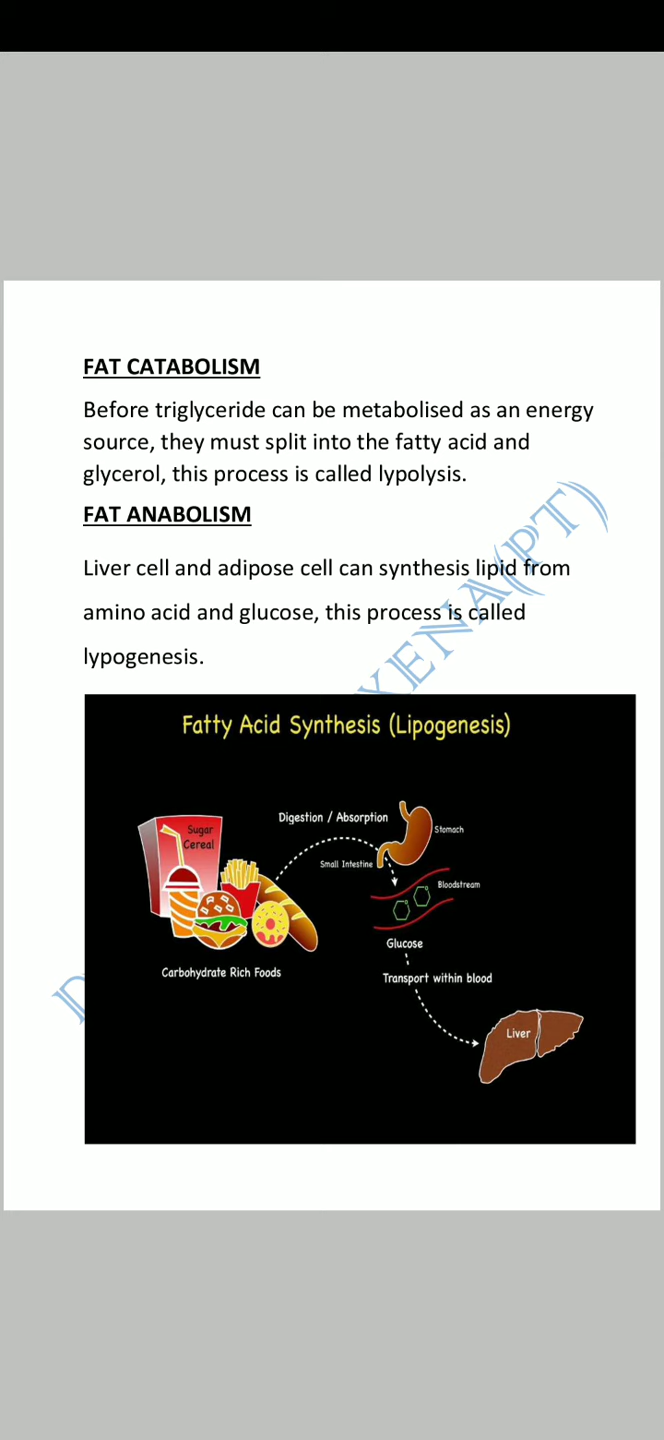 FAT CATABOLISM
Before triglyceride can be metabolised as an energy
source, they must split into the fatty acid and
glycerol, this process is called lypolysis.
FAT ANABOLISM
Liver cell and adipose cell can synthesis lipid from
amino acid and glucose, this process is called
lypogenesis.
Fatty Acid Synthesis (Lipogenesis)
Sugar
Cereal
Digestion / Absorption
Stomach
Small Intestine
Bloodstream
Glucose
Carbohydrate Rich Foods
Transport within blood
Liver
(PT)